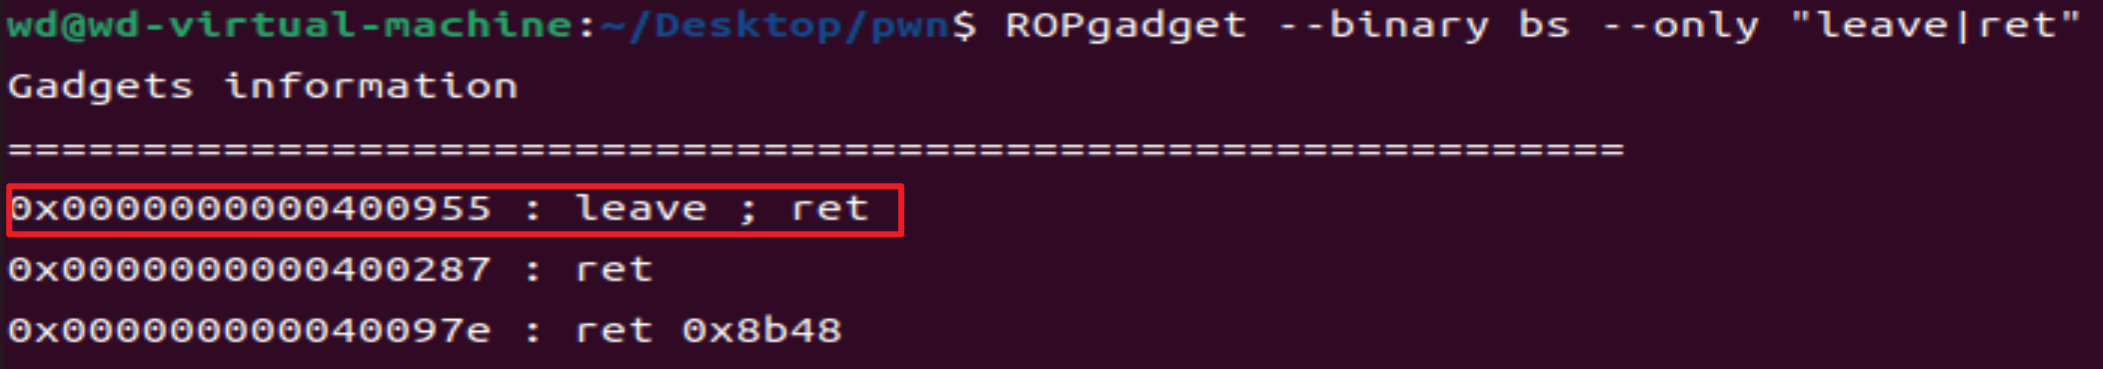 wd@wd-virtual-machine:~/Desktop/pwn$ ROPgadget --binary bs --only "leave|ret"
Gadgets information
============================================================
0x0000000000400955 : leave ; ret
0x0000000000400287 : ret
0x000000000040097e : ret 0x8b48